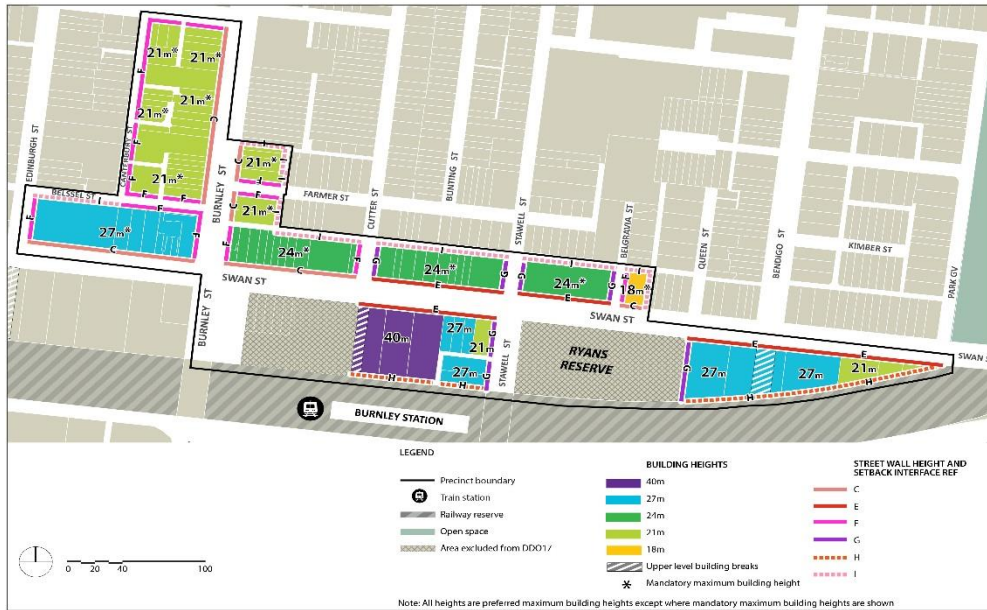 21m*
21m*
21m*
21m*
21m*
F
F
F
F
F
F
C
EDINBURGH ST
CANTERBURY ST
BURNLEY ST
BELSSEL ST
I
F
F
27m*
F
C
21m*
C
I
I
F
F
21m*
C
I
FARMER ST
CUTTER ST
BUNTING ST
STAWELL ST
BELGRAVIA ST
QUEEN ST
BENDIGO ST
KIMBER ST
PARK GV
I
F
24m*
F
C
I
G
24m*
G
E
I
24m*
G
E
I
F
18m*
C
SWAN ST
SWAN ST
SWAN ST
BURNLEY ST
E
40m
27m
21m
G
27m
G
H
H
STAWELL ST
RYANS
RESERVE
E
E
G
27m
27m
21m
H
H
BURNLEY STATION
LEGEND
Precinct boundary
Train station
Railway reserve
Open space
Area excluded from DDO17
BUILDING HEIGHTS
40m
27m
24m
21m
18m
Upper level building breaks
* Mandatory maximum building height
STREET WALL HEIGHT AND
SETBACK INTERFACE REF
C
E
F
G
H
I
0 20 40 100
Note: All heights are preferred maximum building heights except where mandatory maximum building heights are shown